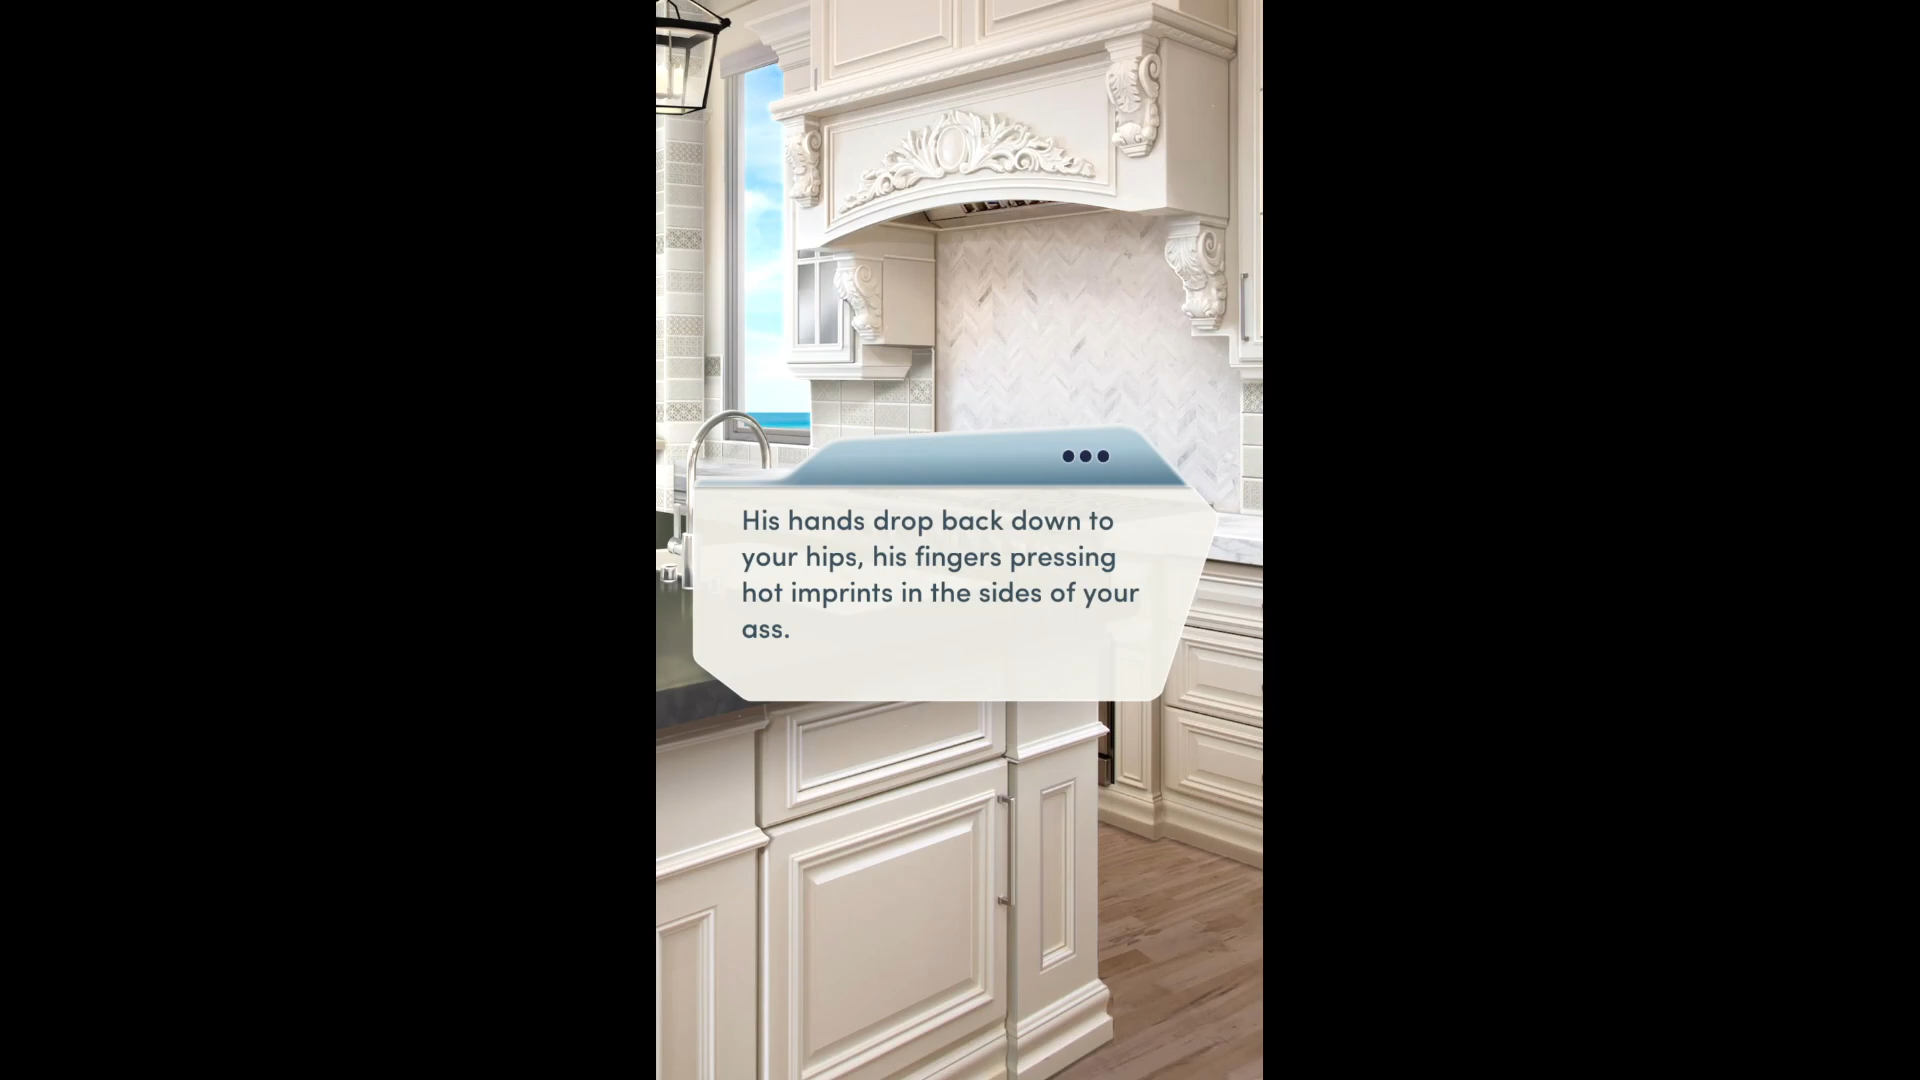 His hands drop back down to
your hips, his fingers pressing
hot imprints in the sides of your
ass.